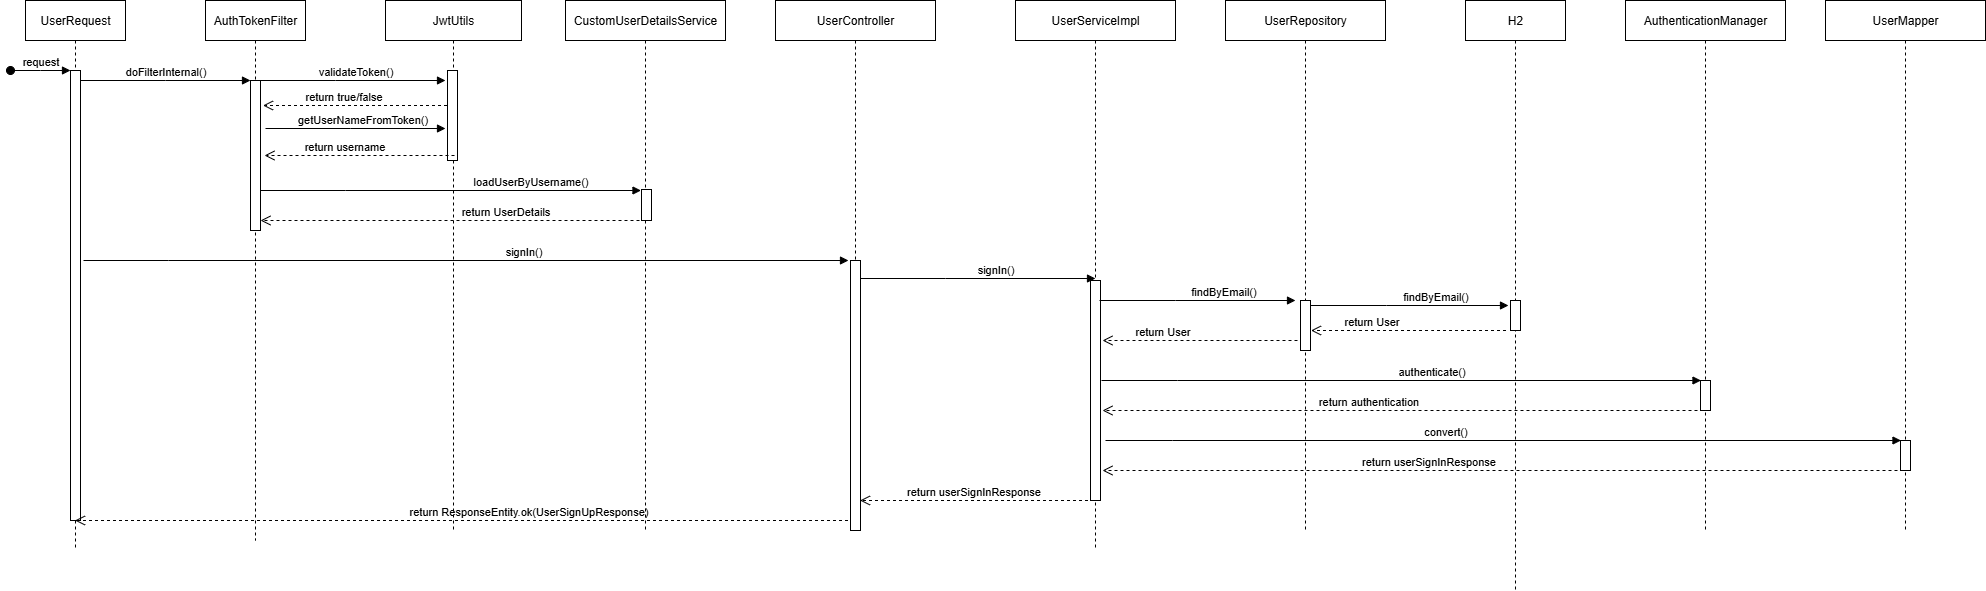 UserRequest
AuthTokenFilter
JwtUtils
CustomUserDetailsService
UserController
UserServiceImpl
UserRepository
H2
AuthenticationManager
UserMapper
request
doFilterInternal()
validateToken()
return true/false
getUserNameFromToken()
return username
loadUserByUsername()
return UserDetails
signIn()
signIn()
findByEmail()
findByEmail()
return User
return User
authenticate()
return authentication
convert()
return userSignInResponse
return userSignInResponse
return ResponseEntity.ok(UserSignUpResponse)